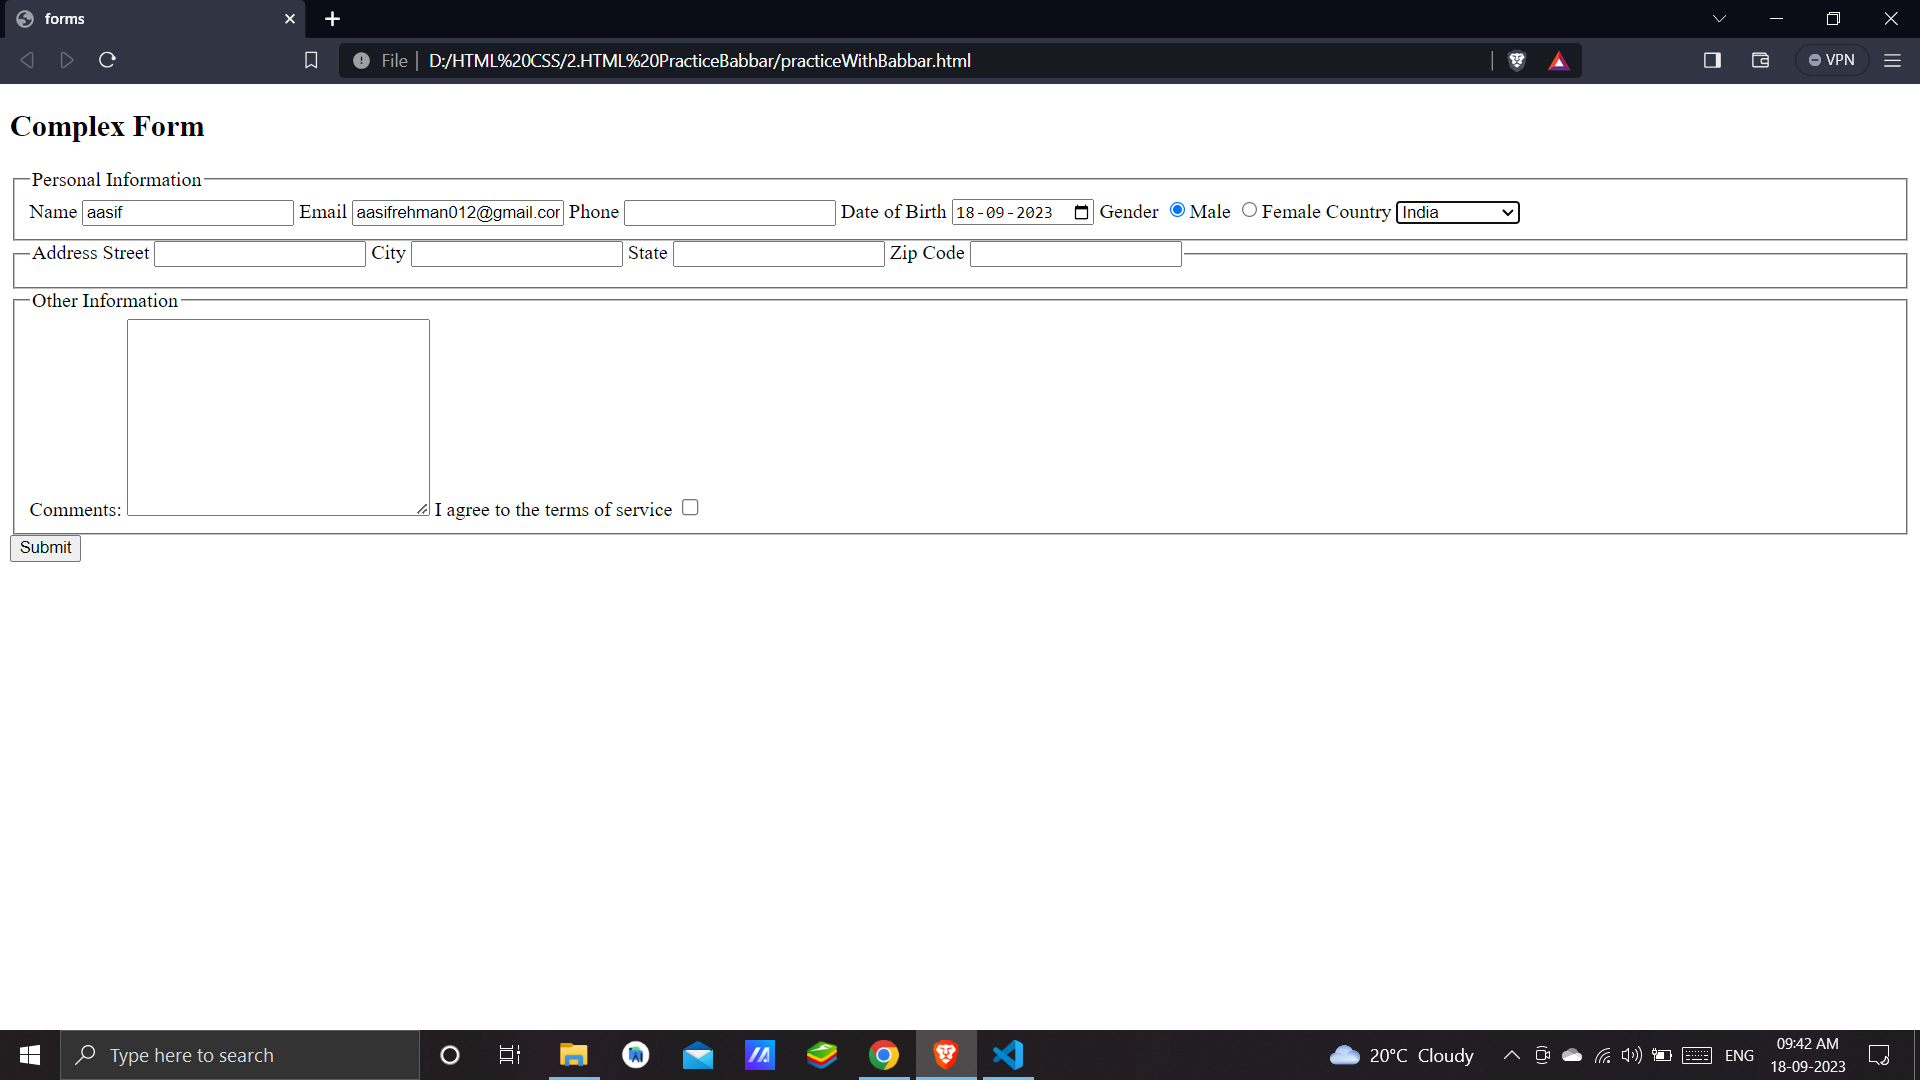 forms
File D:/HTML%20CSS/2.HTML%20PracticeBabbar/practiceWithBabbar.html
VPN
Complex Form
Personal Information
Name aasif Email aasifrehman012@gmail.cor Phone Date of Birth 18-09-2023 Gender Male Female Country India
Address Street City State Zip Code
Other Information
Comments: I agree to the terms of service
Submit
Type here to search
20°C Cloudy
ENG
09:42 AM
18-09-2023